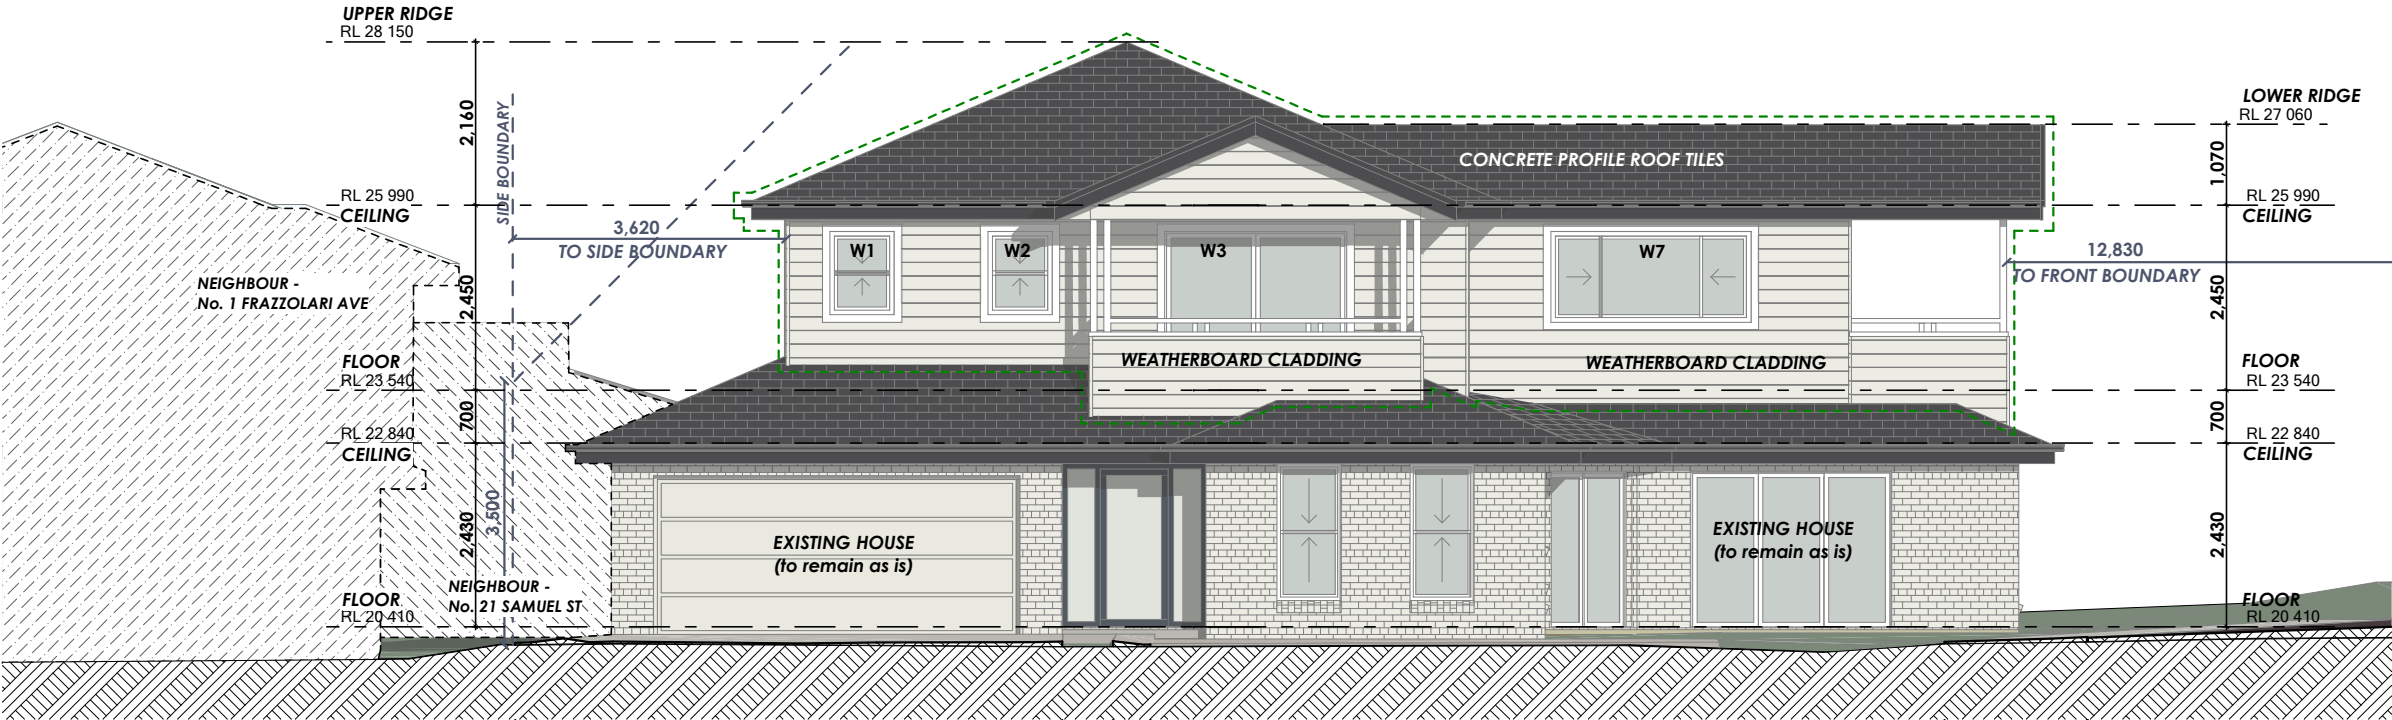 UPPER RIDGE
RL 28 150
2,160
SIDE BOUNDARY
RL 25 990
CEILING
3,620
TO SIDE BOUNDARY
NEIGHBOUR -
No. 1 FRAZZOLARI AVE
2,450
FLOOR
RL 23 540
700
RL 22 840
CEILING
3,500
2,430
NEIGHBOUR -
No. 21 SAMUEL ST
FLOOR
RL 20 410
CONCRETE PROFILE ROOF TILES
W1
W2
W3
W7
WEATHERBOARD CLADDING
WEATHERBOARD CLADDING
EXISTING HOUSE
(to remain as is)
EXISTING HOUSE
(to remain as is)
LOWER RIDGE
RL 27 060
1,070
RL 25 990
CEILING
12,830
TO FRONT BOUNDARY
2,450
FLOOR
RL 23 540
700
RL 22 840
CEILING
2,430
FLOOR
RL 20 410